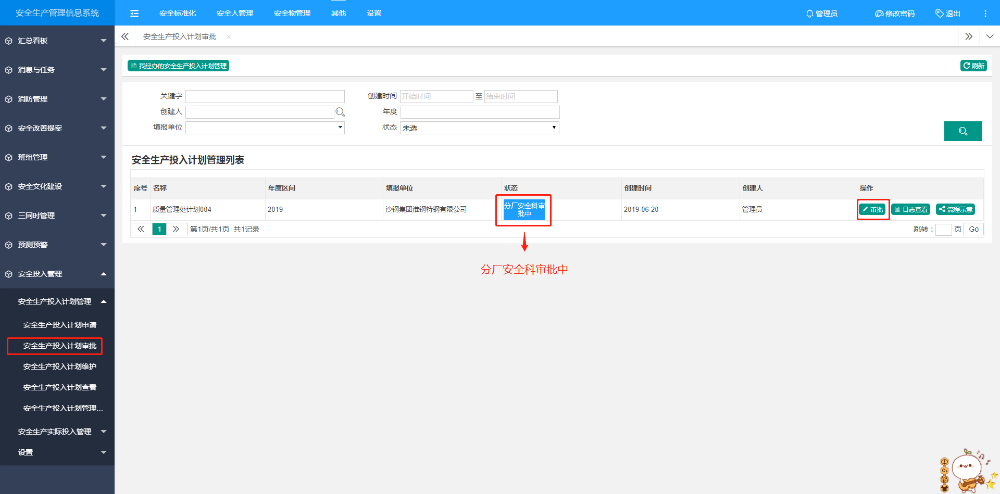 安全生产管理信息系统
安全标准化
安全人管理
安全物管理
其他
设置
管理员
修改密码
退出
汇总看板
消息与任务
消防管理
安全改善提案
班组管理
安全文化建设
三同时管理
预测预警
安全投入管理
安全生产投入计划管理
安全生产投入计划申请
安全生产投入计划审批
安全生产投入计划维护
安全生产投入计划查看
安全生产投入计划管理...
安全生产实际投入管理
设置
安全生产投入计划审批 ×
我经办的安全生产投入计划管理
刷新
关键字
创建时间 开始时间 至 结束时间
创建人
年度
填报单位
状态 未选
安全生产投入计划管理列表
序号 名称 年度区间 填报单位 状态 创建时间 创建人 操作
1 质量管理处计划004 2019 沙钢集团淮钢特钢有限公司 分厂安全科审 2019-06-20 管理员 审批 日志查看 流程示意
批中
1 第1页/共1页 共1记录
跳转： 页 Go
分厂安全科审批中
中
简